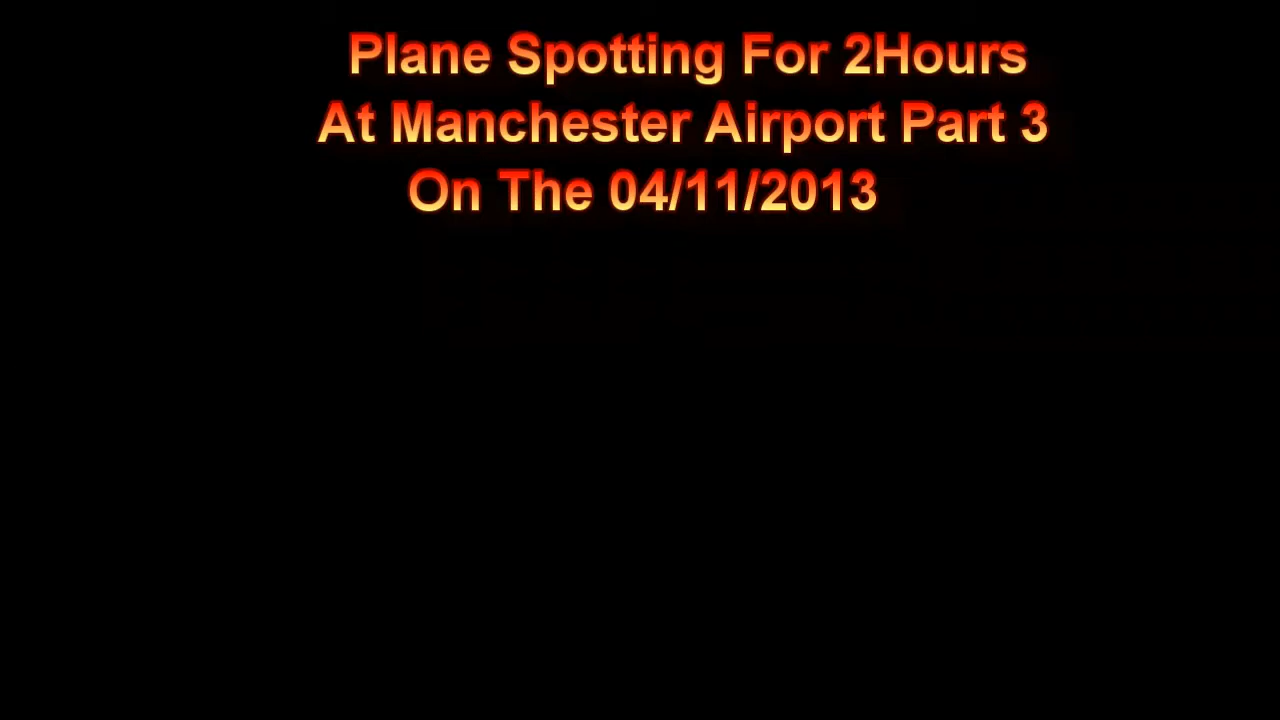 Plane Spotting For 2Hours
At Manchester Airport Part 3
On The 04/11/2013